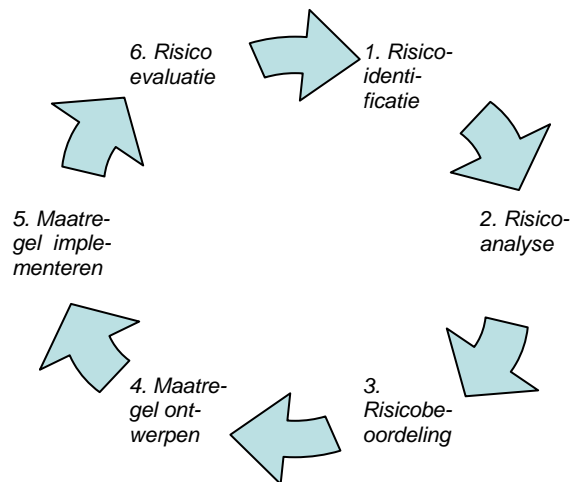 1. Risico-
identi-
ficatie
2. Risico-
analyse
3.
Risicobe-
oordeling
4. Maatre-
gel ont-
werpen
5. Maatre-
gel imple-
menteren
6. Risico
evaluatie